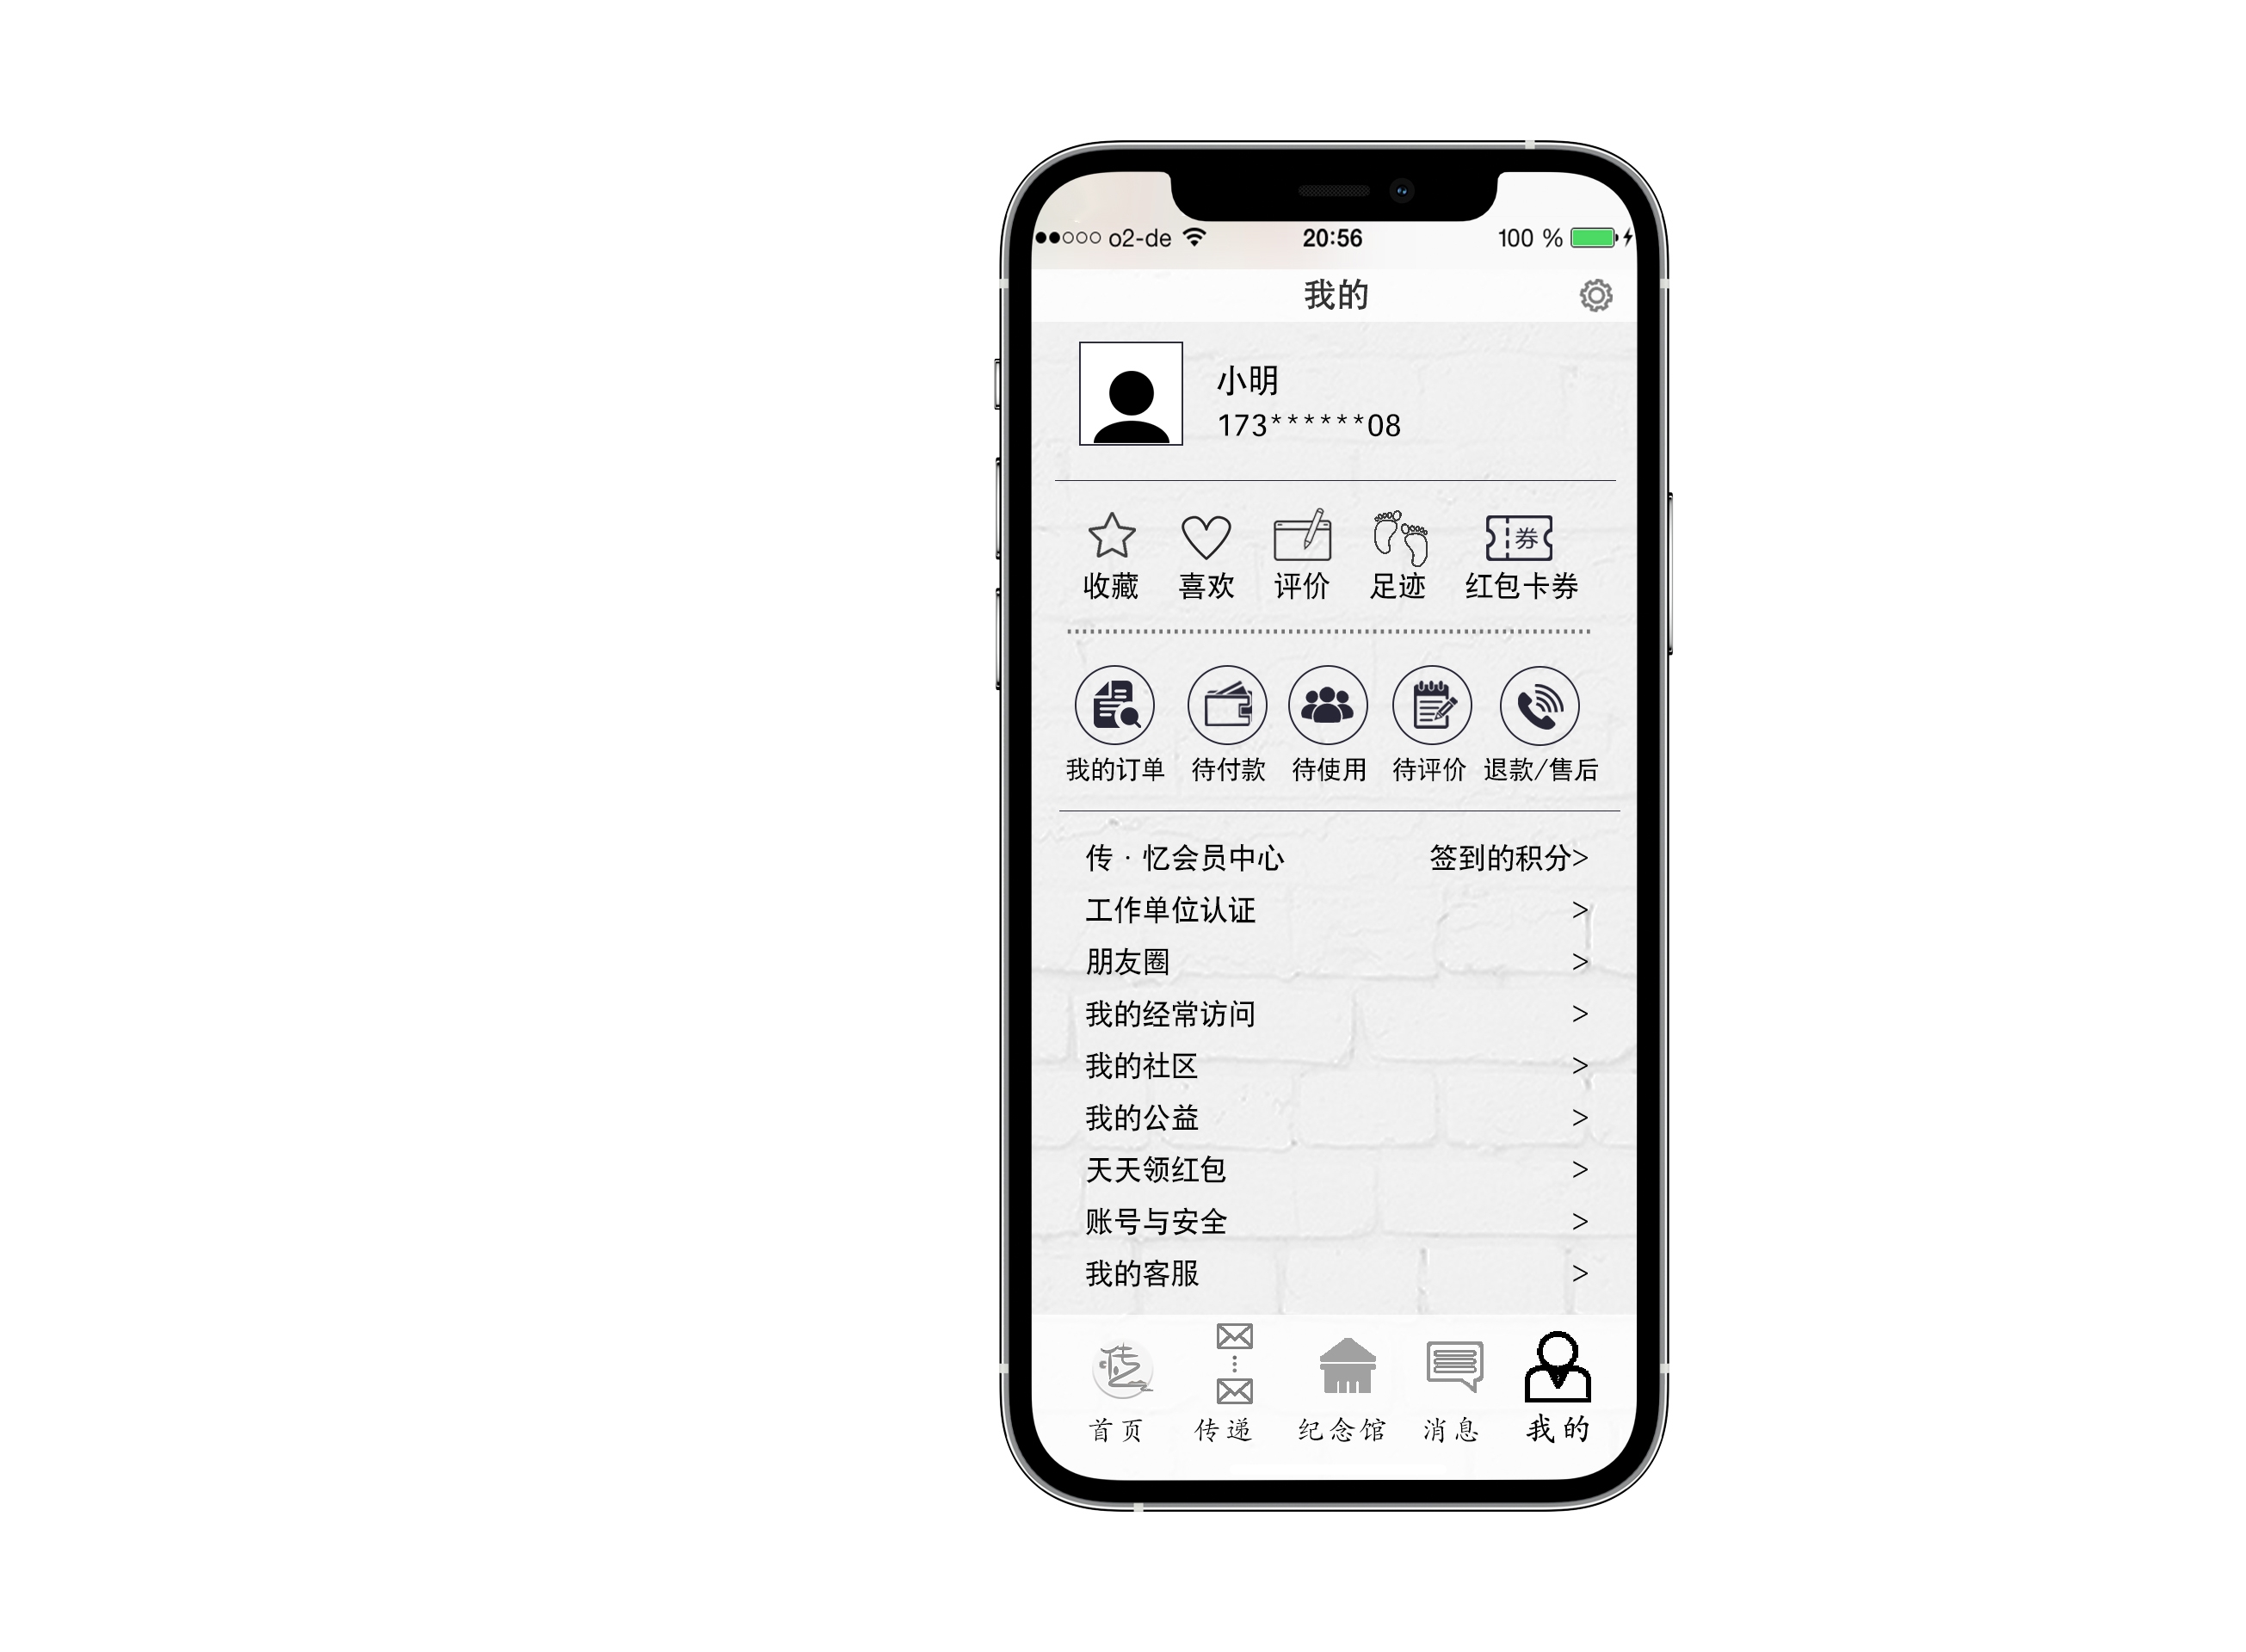 o2-de 20:56 100 %
我的
小明
173******08
券
收藏 喜欢 评价 足迹 红包卡券
我的订单 待付款 待使用 待评价 退款/售后
传·忆会员中心 签到的积分>
工作单位认证 >
朋友圈 >
我的经常访问 >
我的社区 >
我的公益 >
天天领红包 >
账号与安全 >
我的客服 >
首页 传递 纪念馆 消息 我的